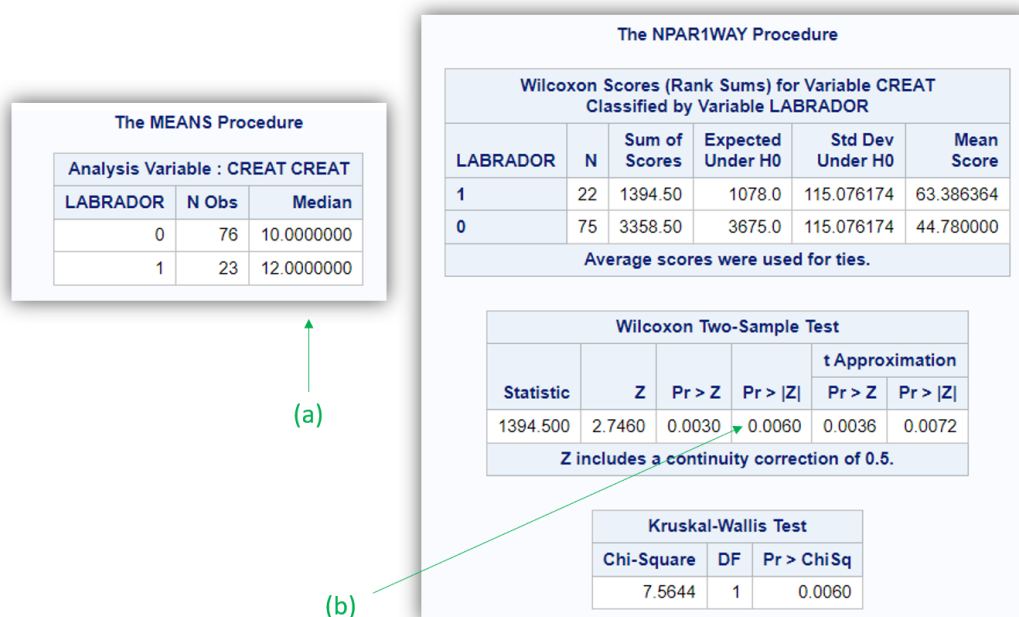 The MEANS Procedure
Analysis Variable : CREAT CREAT
LABRADOR N Obs Median
0 76 10.0000000
1 23 12.0000000
(a)
The NPAR1WAY Procedure
Wilcoxon Scores (Rank Sums) for Variable CREAT
Classified by Variable LABRADOR
Sum of Expected Std Dev Mean
LABRADOR N Scores Under H0 Under H0 Score
1 22 1394.50 1078.0 115.076174 63.386364
0 75 3358.50 3675.0 115.076174 44.780000
Average scores were used for ties.
Wilcoxon Two-Sample Test
t Approximation
Statistic Z Pr > Z Pr > |Z| Pr > Z Pr > |Z|
1394.500 2.7460 0.0030 0.0060 0.0036 0.0072
Z includes a continuity correction of 0.5.
Kruskal-Wallis Test
Chi-Square DF Pr > ChiSq
7.5644 1 0.0060
(b)